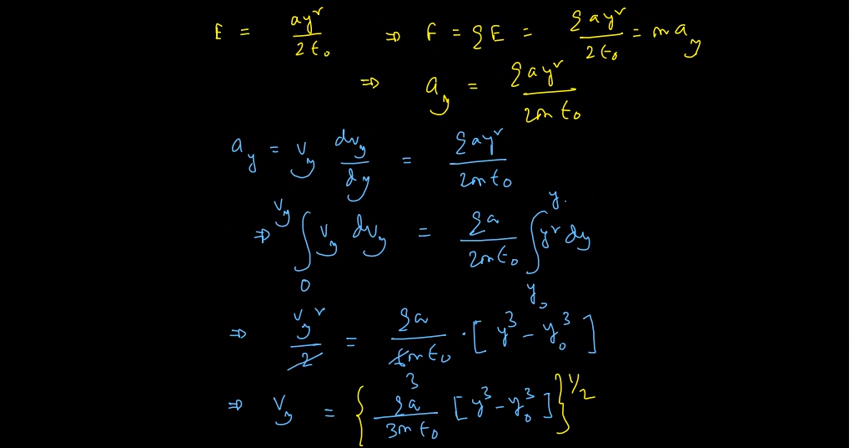 E = ay²/2ε₀ ⇒ F = qE = qay²/2ε₀ = ma_y
⇒ a_y = qay²/2mε₀
a_y = v_y dv_y/dy = qay²/2mε₀
⇒ ∫₀^{v_y} v_y dv_y = qa/2mε₀ ∫_{y₀}^{y} y² dy
⇒ v_y²/2 = qa/6mε₀ · [y³ - y₀³]
3
⇒ v_y = {qa/3mε₀ [y³ - y₀³]}^{1/2}